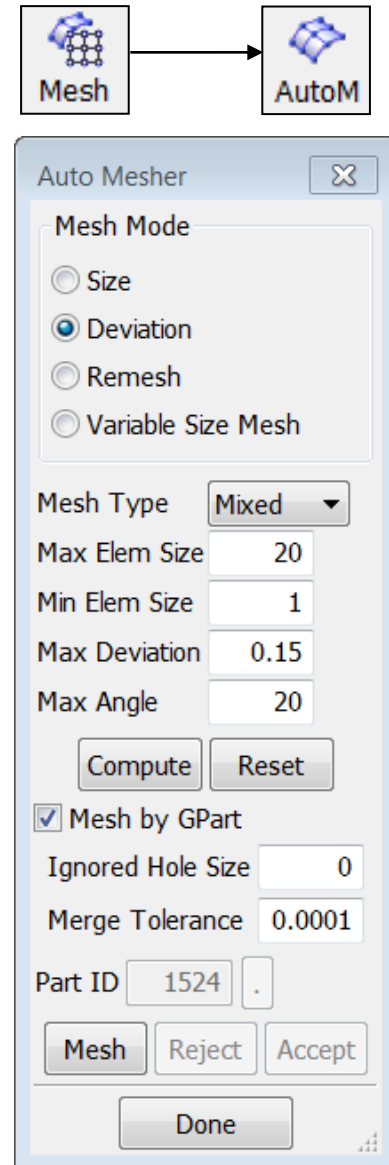 Mesh AutoM
Auto Mesher
Mesh Mode
Size
Deviation
Remesh
Variable Size Mesh
Mesh Type Mixed
Max Elem Size 20
Min Elem Size 1
Max Deviation 0.15
Max Angle 20
Compute Reset
Mesh by GPart
Ignored Hole Size 0
Merge Tolerance 0.0001
Part ID 1524 .
Mesh Reject Accept
Done